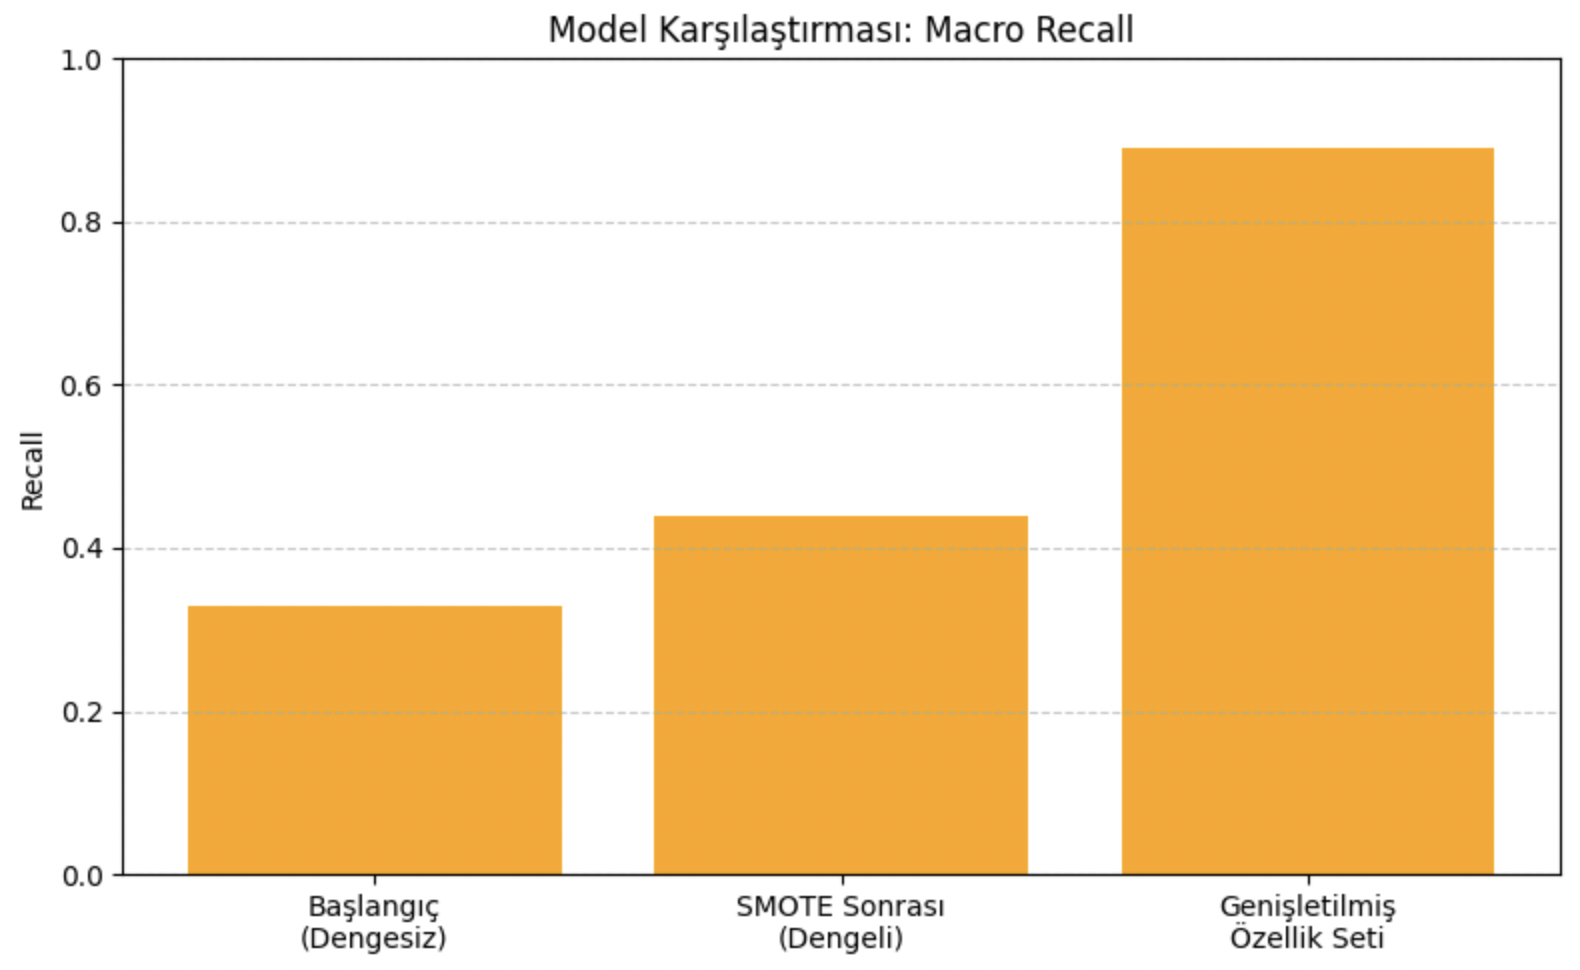 Model Karşılaştırması: Macro Recall
1.0
0.8
0.6
0.4
0.2
0.0
Recall
Başlangıç
(Dengesiz)
SMOTE Sonrası
(Dengeli)
Genişletilmiş
Özellik Seti